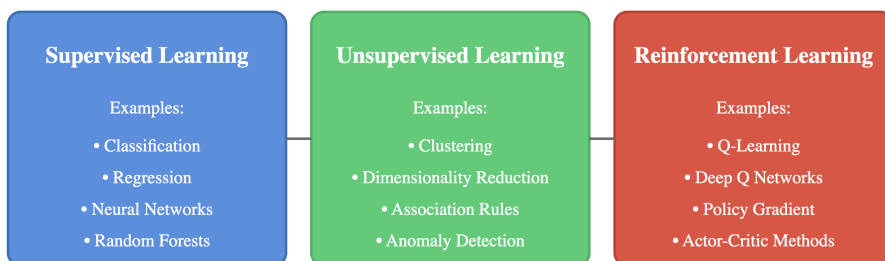 Supervised Learning
Examples:
• Classification
• Regression
• Neural Networks
• Random Forests
Unsupervised Learning
Examples:
• Clustering
• Dimensionality Reduction
• Association Rules
• Anomaly Detection
Reinforcement Learning
Examples:
• Q-Learning
• Deep Q Networks
• Policy Gradient
• Actor-Critic Methods